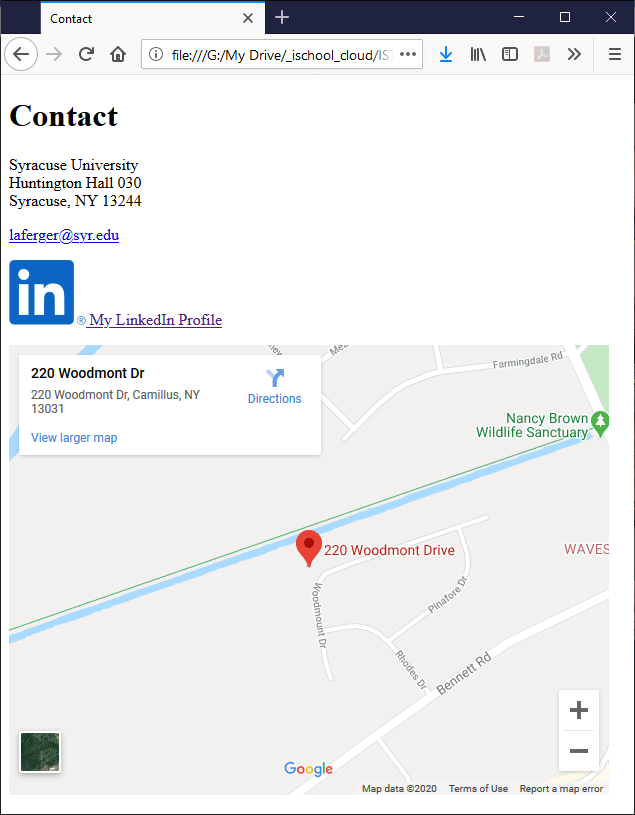 Contact
file:///G:/My Drive/_ischool_cloud/IST
Contact
Syracuse University
Huntington Hall 030
Syracuse, NY 13244
laferger@syr.edu
in ® My LinkedIn Profile
220 Woodmont Dr
220 Woodmont Dr, Camillus, NY
13031
Directions
View larger map
Farmingdale Rd
Nancy Brown
Wildlife Sanctuary
220 Woodmont Drive
WAVES
Woodmount Dr
Pinafore Dr
Rhodes Dr
Bennett Rd
Google
Map data ©2020 Terms of Use Report a map error